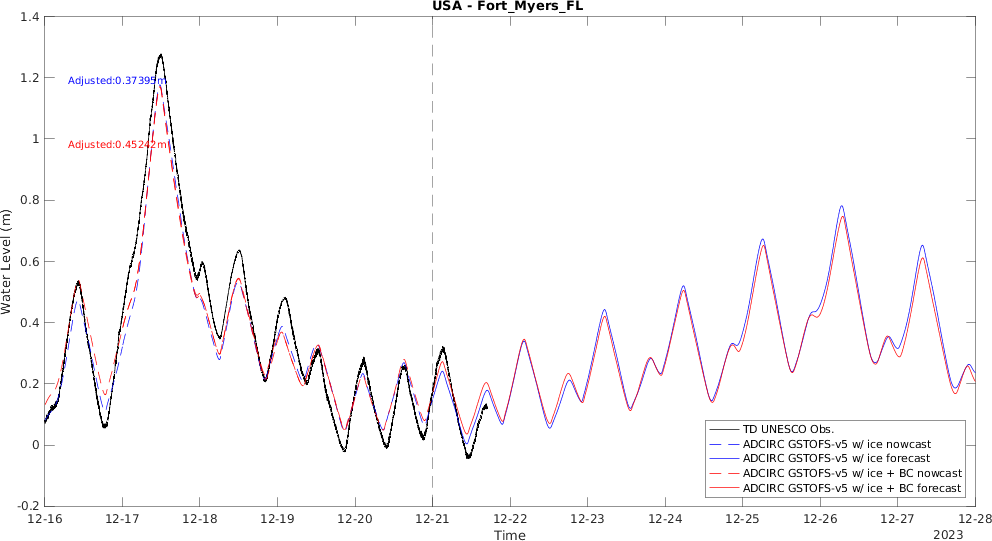 USA - Fort_Myers_FL
1.4
1.2
1
0.8
0.6
0.4
0.2
0
-0.2
Water Level (m)
Adjusted:0.37395m
Adjusted:0.45242m
TD UNESCO Obs.
ADCIRC GSTOFS-v5 w/ ice nowcast
ADCIRC GSTOFS-v5 w/ ice forecast
ADCIRC GSTOFS-v5 w/ ice + BC nowcast
ADCIRC GSTOFS-v5 w/ ice + BC forecast
12-16 12-17 12-18 12-19 12-20 12-21 12-22 12-23 12-24 12-25 12-26 12-27 12-28
Time
2023